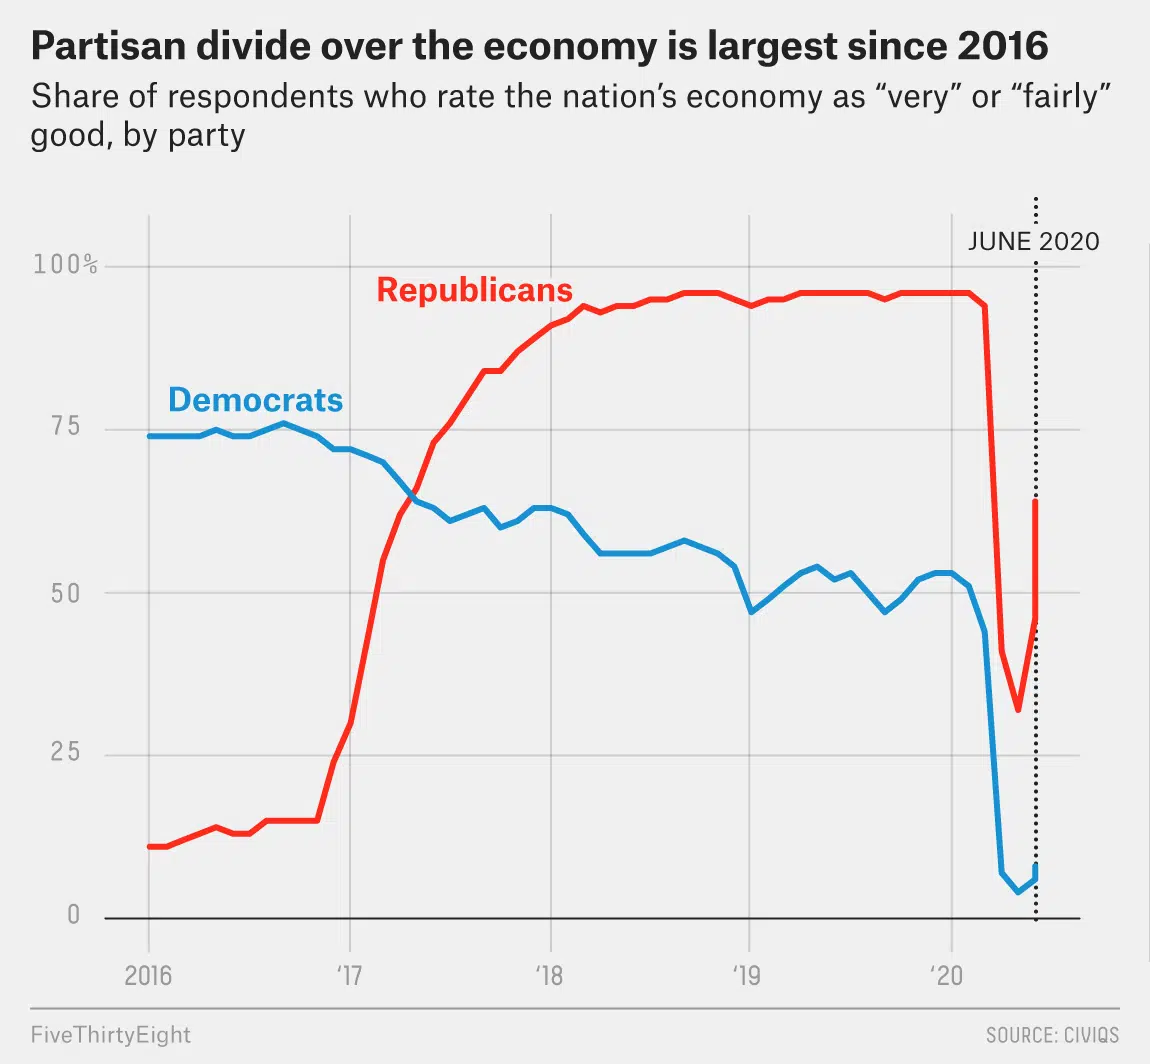 Partisan divide over the economy is largest since 2016
Share of respondents who rate the nation’s economy as “very” or “fairly”
good, by party
JUNE 2020
100%
Republicans
Democrats
75
50
25
0
2016 ‘17 ‘18 ‘19 ‘20
FiveThirtyEight SOURCE: CIVIQS